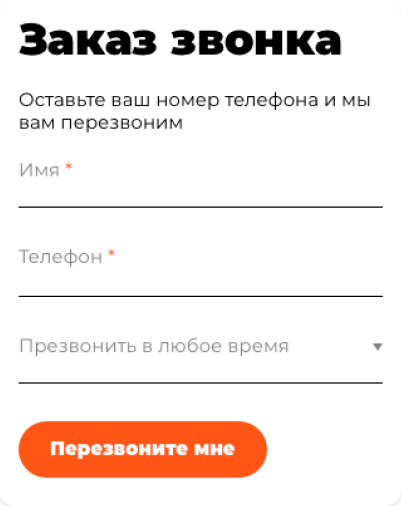 Заказ звонка
Оставьте ваш номер телефона и мы
вам перезвоним
Имя *
Телефон *
Презвонить в любое время
Перезвоните мне